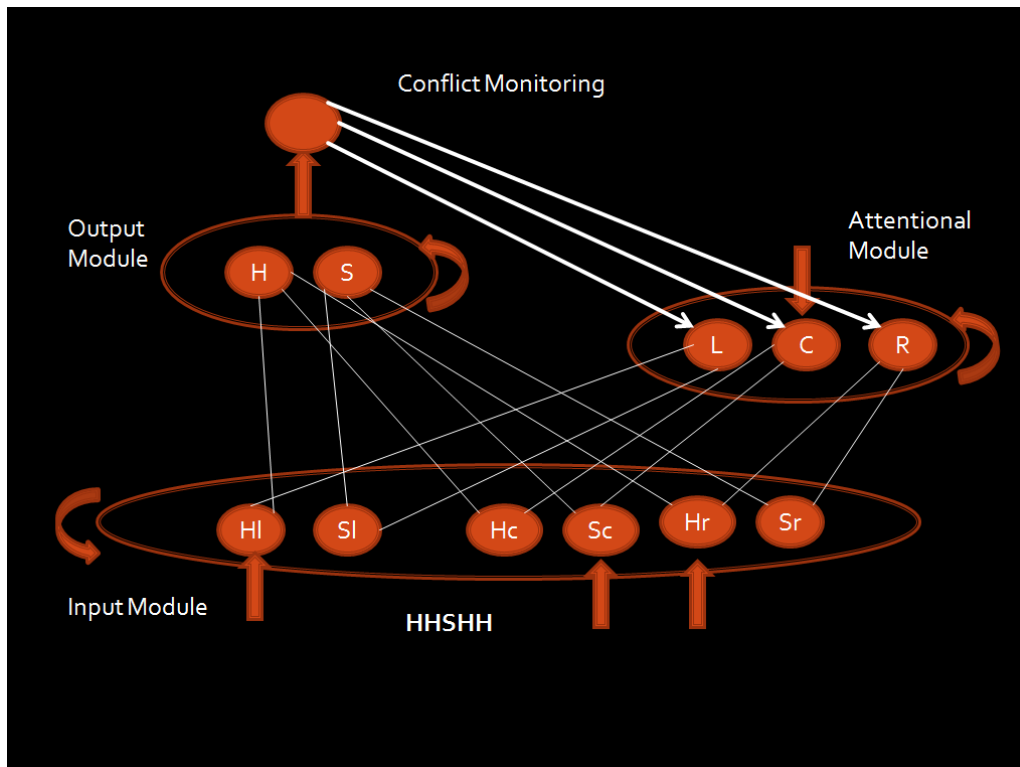 Conflict Monitoring
Output
Module
Attentional
Module
H
S
L
C
R
Hl
Sl
Hc
Sc
Hr
Sr
Input Module
HHSHH